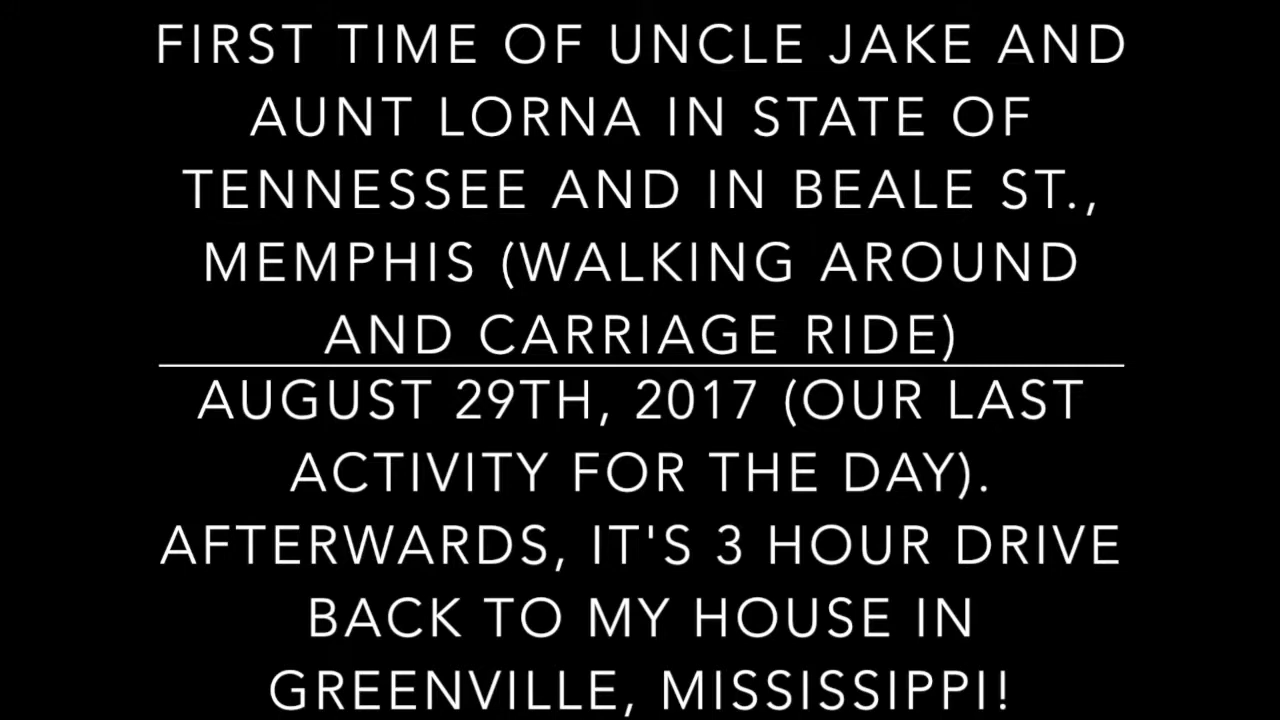 FIRST TIME OF UNCLE JAKE AND
AUNT LORNA IN STATE OF
TENNESSEE AND IN BEALE ST.,
MEMPHIS (WALKING AROUND
AND CARRIAGE RIDE)
AUGUST 29TH, 2017 (OUR LAST
ACTIVITY FOR THE DAY).
AFTERWARDS, IT'S 3 HOUR DRIVE
BACK TO MY HOUSE IN
GREENVILLE, MISSISSIPPI!